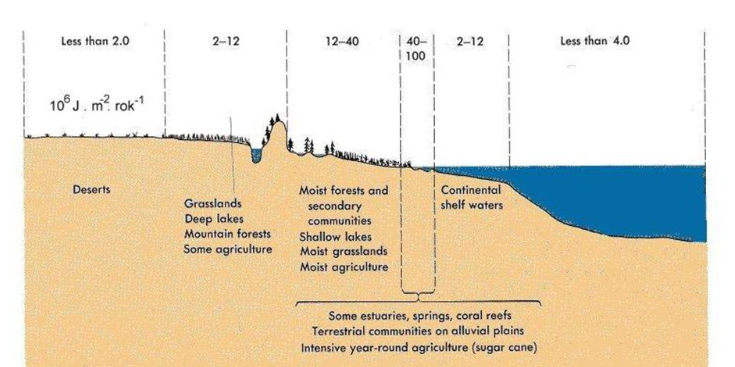 Less than 2.0
2–12
12–40
40–
100
2–12
Less than 4.0
10⁶ J . m⁻². rok⁻¹
Deserts
Grasslands
Deep lakes
Mountain forests
Some agriculture
Moist forests and
secondary
communities
Shallow lakes
Moist grasslands
Moist agriculture
Continental
shelf waters
Some estuaries, springs, coral reefs
Terrestrial communities on alluvial plains
Intensive year-round agriculture (sugar cane)